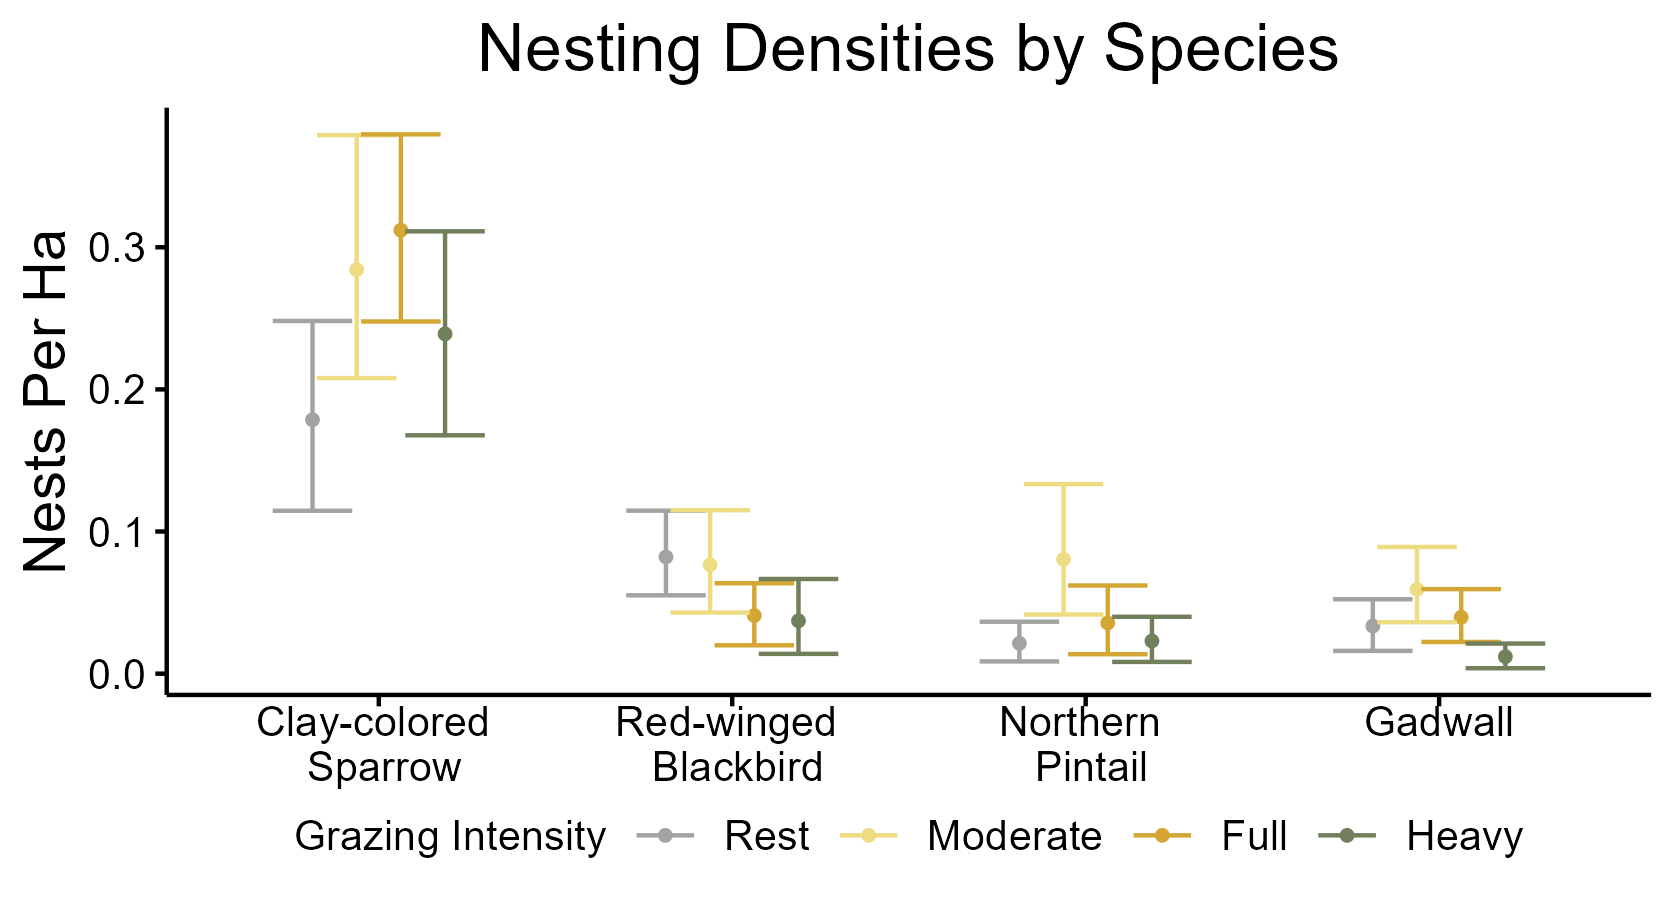 Nesting Densities by Species
Nests Per Ha
0.3
0.2
0.1
0.0
Clay-colored
Sparrow
Red-winged
Blackbird
Northern
Pintail
Gadwall
Grazing Intensity Rest Moderate Full Heavy